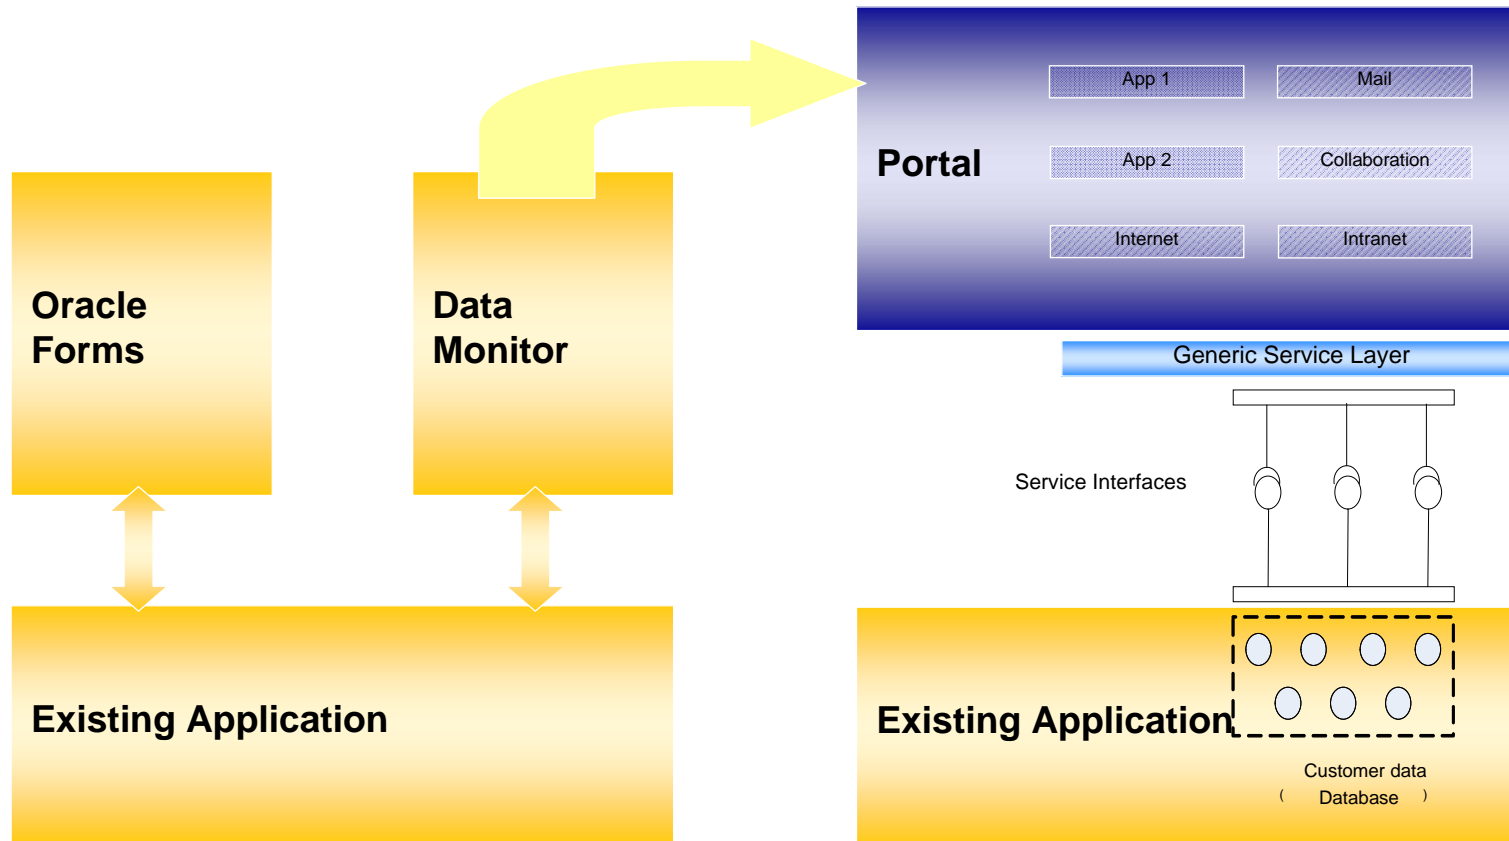 Oracle
Forms
Data
Monitor
Existing Application
Portal
App 1
Mail
App 2
Collaboration
Internet
Intranet
Generic Service Layer
Service Interfaces
Existing Application
Customer data
( Database )